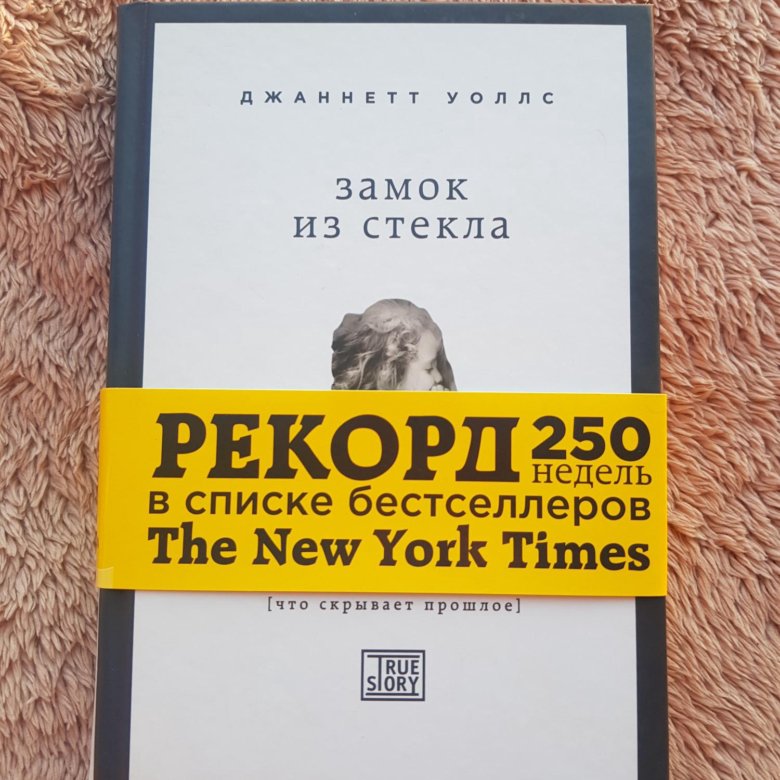 ДЖАННЕТТ УОЛЛС
замок
из стекла
РЕКОРД 250
недель
в списке бестселлеров
The New York Times
[что скрывает прошлое]
TRUE
STORY